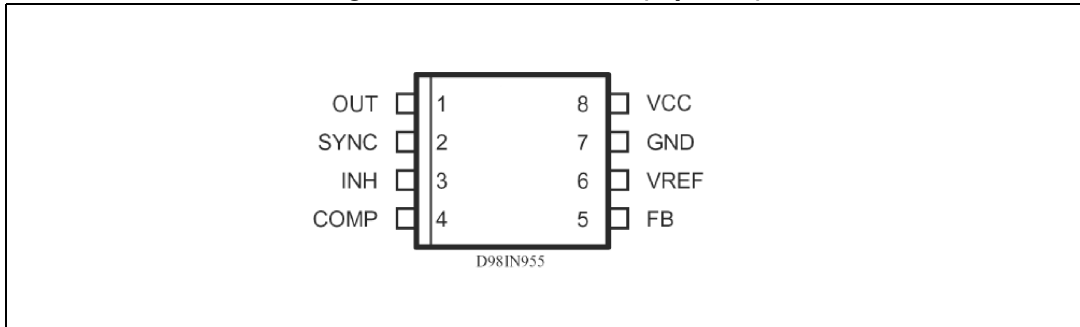 OUT 1 8 VCC
SYNC 2 7 GND
INH 3 6 VREF
COMP 4 5 FB
D98IN955